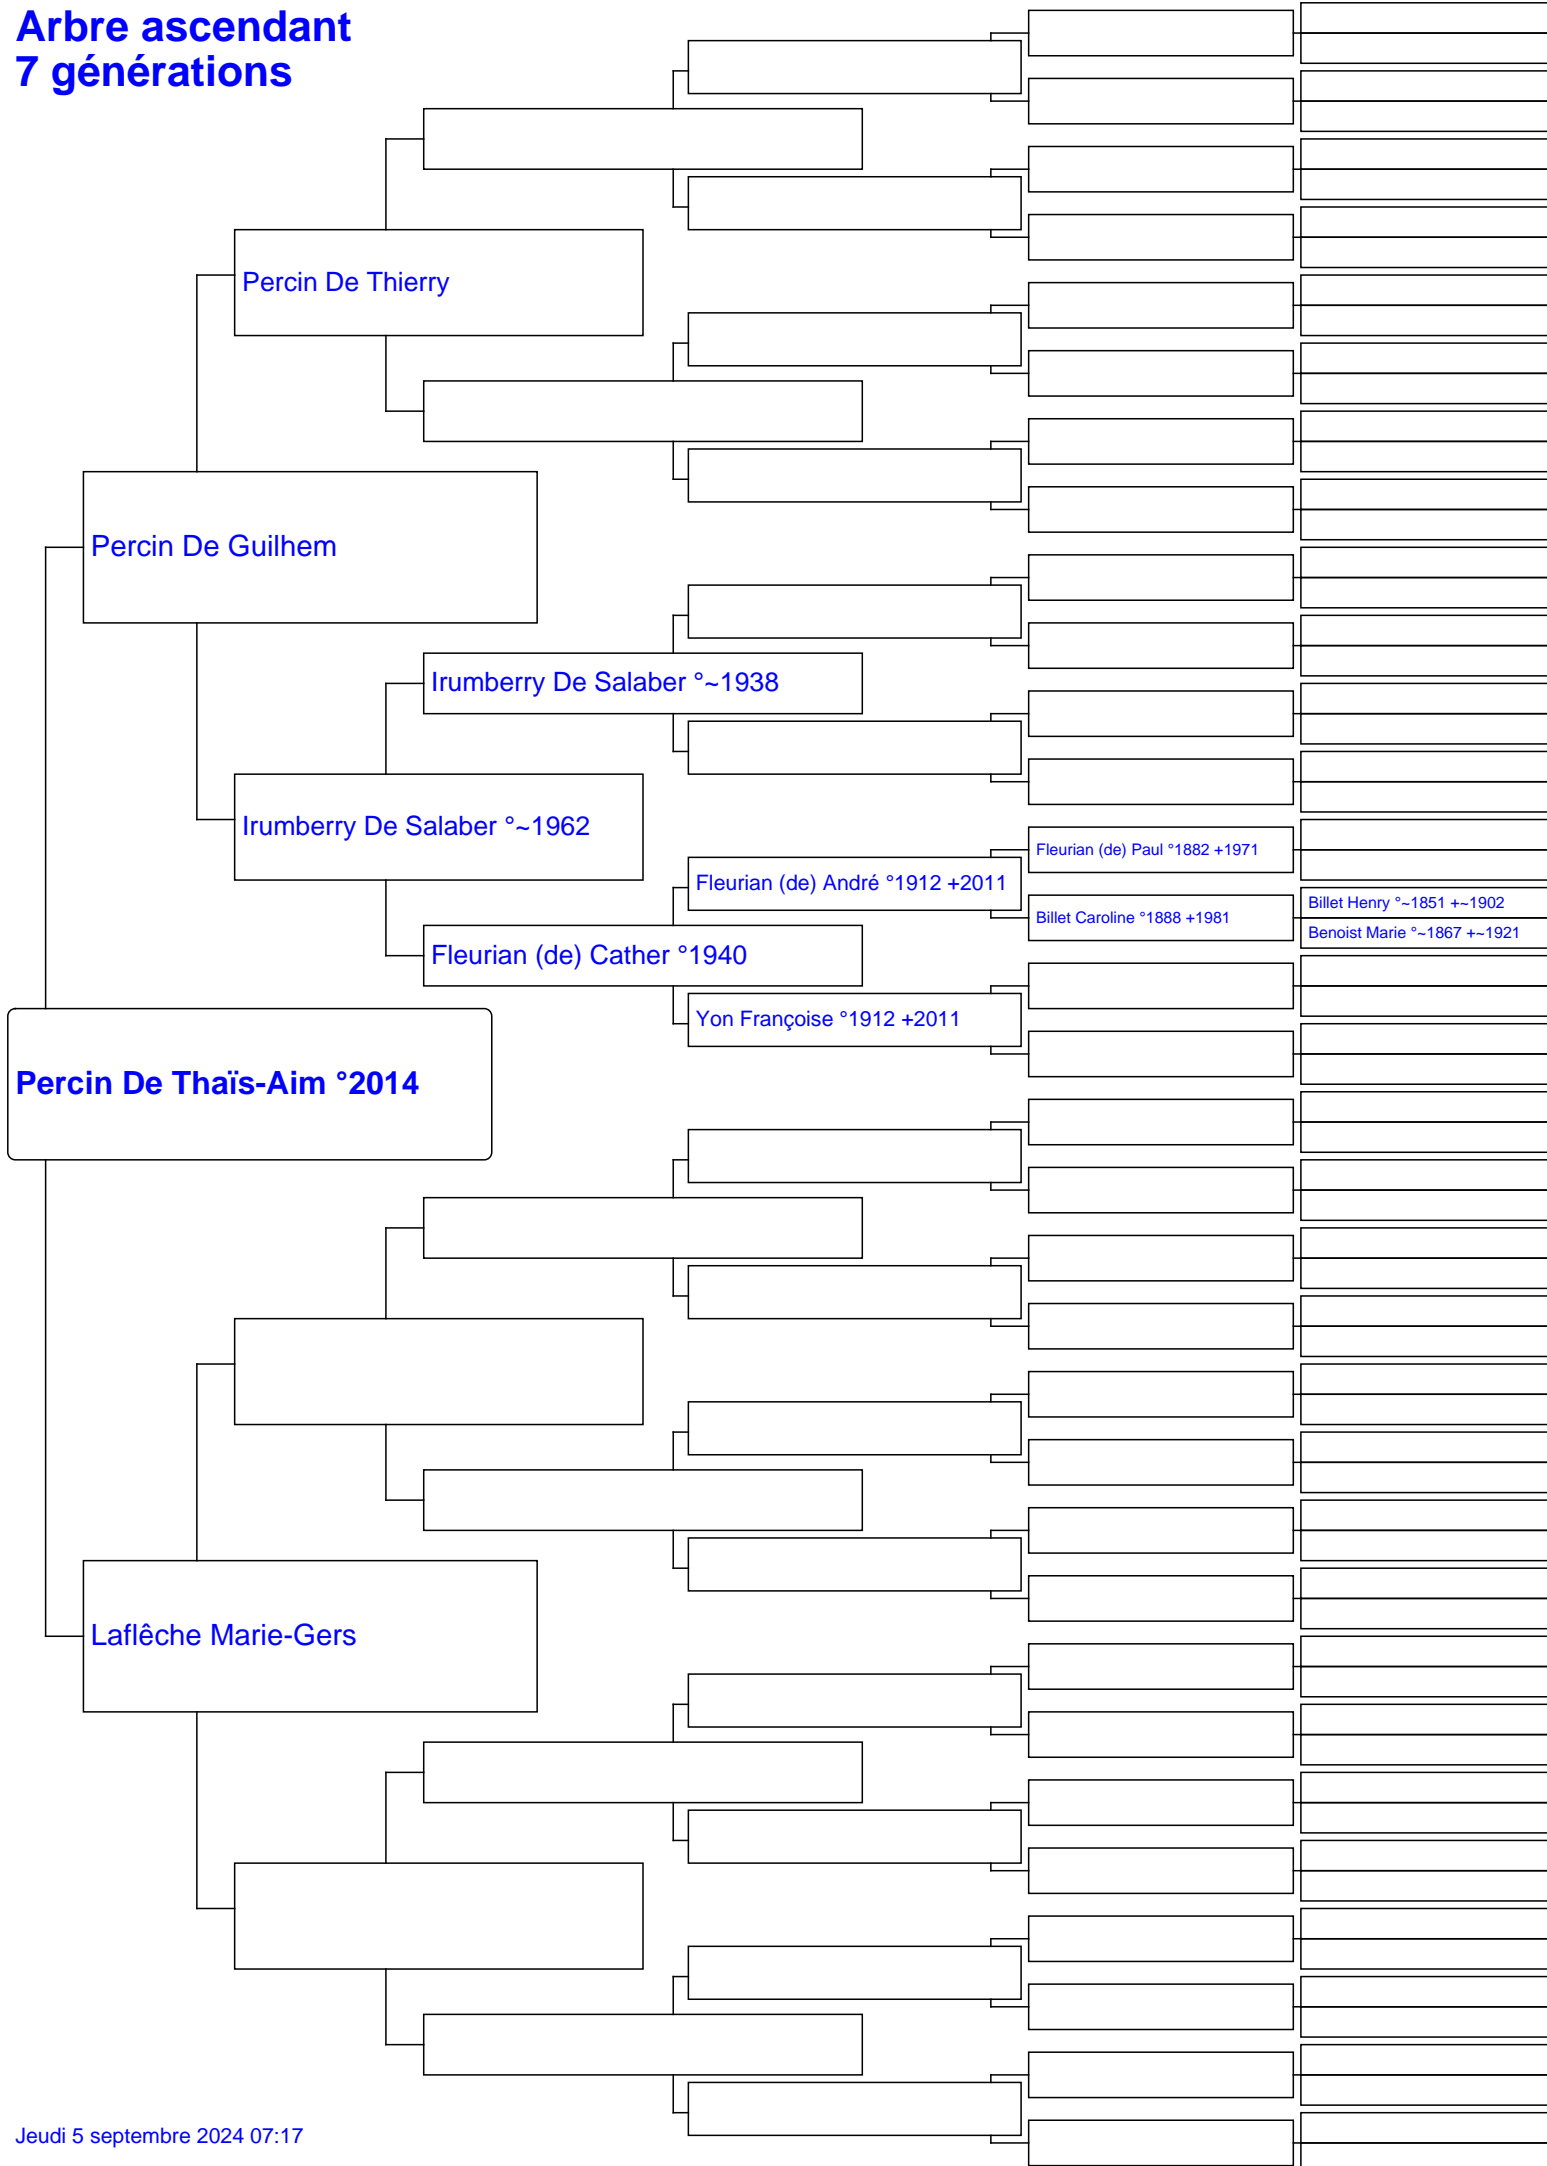 Arbre ascendant
7 générations
Percin De Thierry
Percin De Guilhem
Irumberry De Salaber °~1938
Irumberry De Salaber °~1962
Fleurian (de) Paul °1882 +1971
Fleurian (de) André °1912 +2011
Billet Henry °~1851 +~1902
Billet Caroline °1888 +1981
Benoist Marie °~1867 +~1921
Fleurian (de) Cather °1940
Yon Françoise °1912 +2011
Percin De Thaïs-Aim °2014
Laflêche Marie-Gers
Jeudi 5 septembre 2024 07:17